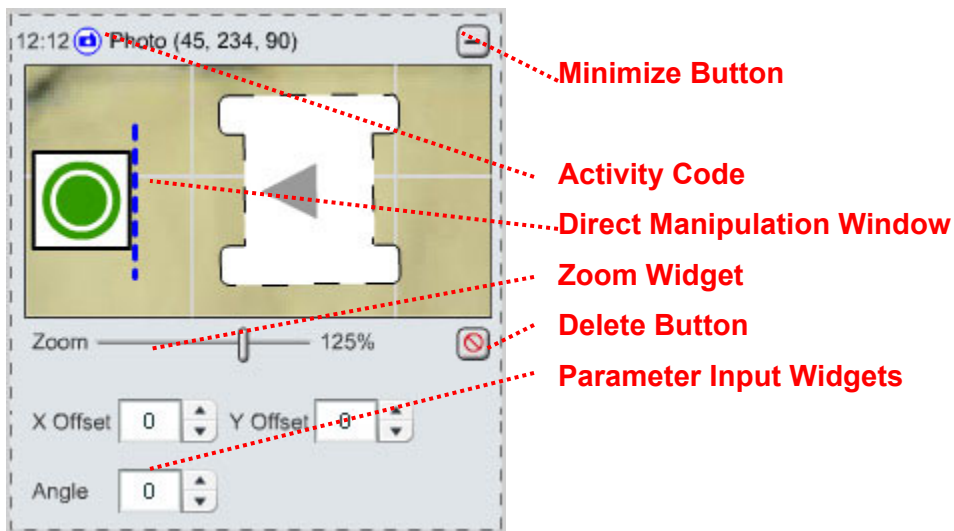 12:12 Photo (45, 234, 90)
Minimize Button
Activity Code
Direct Manipulation Window
Zoom Widget
Zoom 125%
Delete Button
Parameter Input Widgets
X Offset 0 Y Offset 0
Angle 0